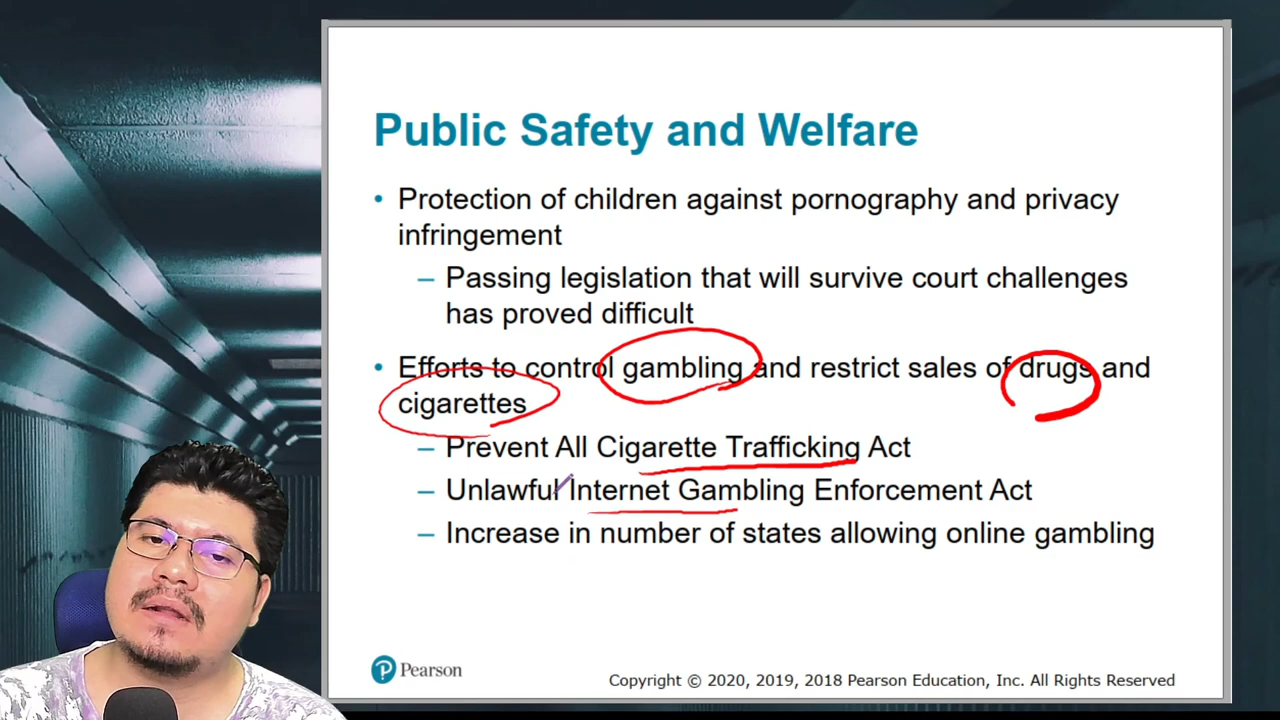 Public Safety and Welfare
• Protection of children against pornography and privacy
infringement
– Passing legislation that will survive court challenges
has proved difficult
• Efforts to control gambling and restrict sales of drugs and
cigarettes
– Prevent All Cigarette Trafficking Act
– Unlawful Internet Gambling Enforcement Act
– Increase in number of states allowing online gambling
P Pearson
Copyright © 2020, 2019, 2018 Pearson Education, Inc. All Rights Reserved